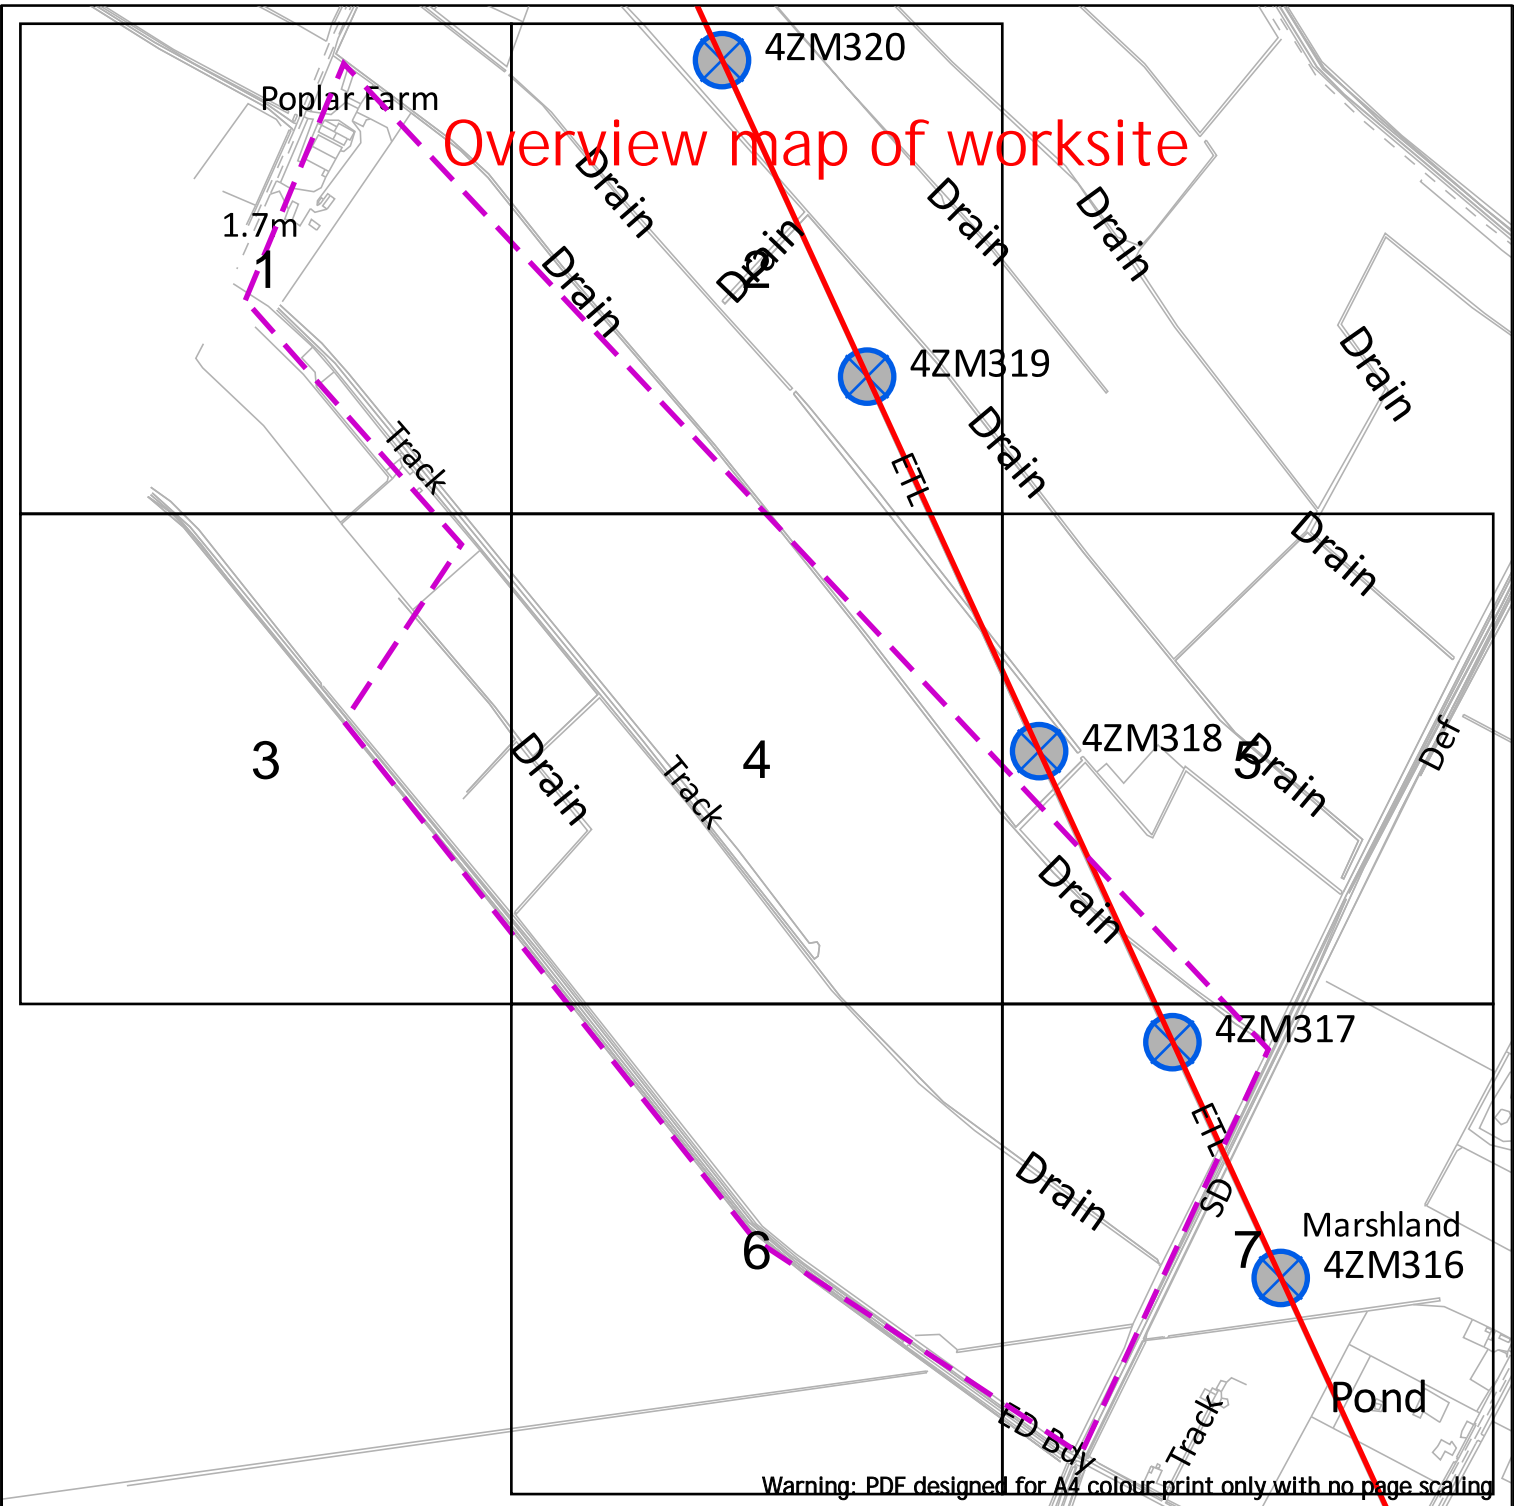 4ZM320
Poplar Farm
Overview map of worksite
Drain
Drain
Drain
1.7m
1
Drain
2
Drain
4ZM319
Drain
Track
ETL
Drain
Drain
3
4
4ZM318
5
Drain
Def
Drain
Track
Drain
4ZM317
ETL
Drain
SD
Marshland
6
7
4ZM316
Pond
Track
ED Bdy
Warning: PDF designed for A4 colour print only with no page scaling